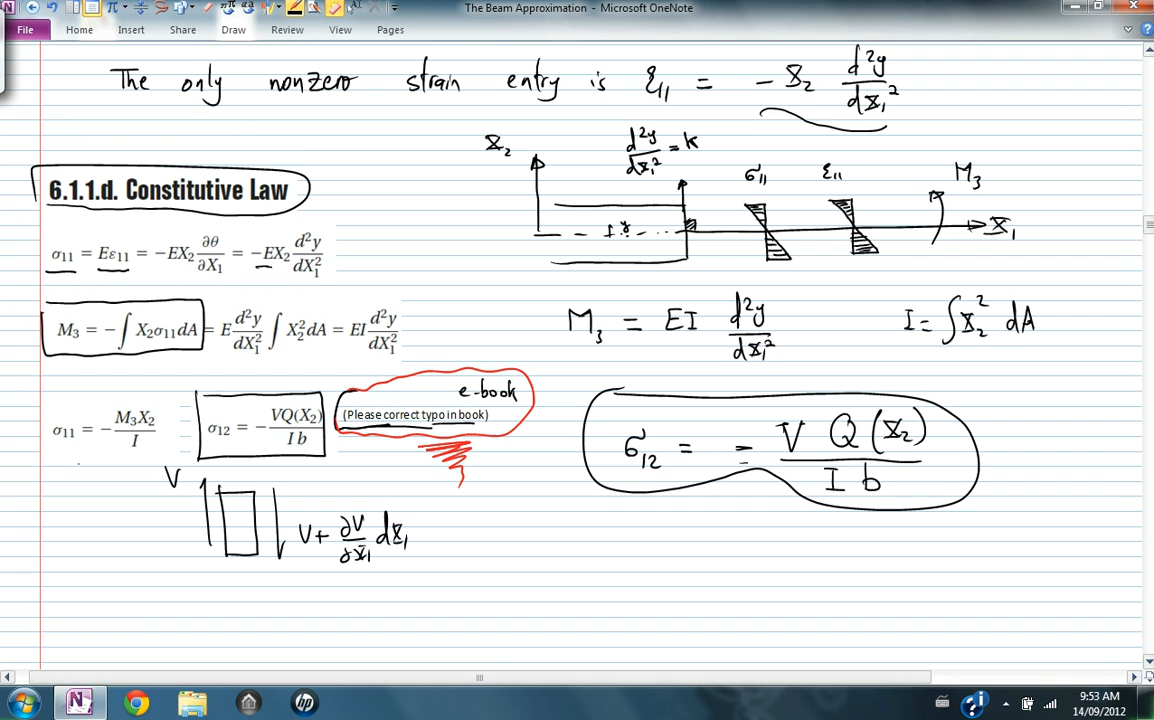 The Beam Approximation - Microsoft OneNote
File Home Insert Share Draw Review View Pages
The only nonzero strain entry is ε₁₁ = - X₂ d²y/dX₁²
X₂
d²y/dX₁² = k
σ₁₁ ε₁₁ M₃
X₁
6.1.1.d. Constitutive Law
σ₁₁ = Eε₁₁ = −EX₂ ∂θ/∂X₁ = −EX₂ d²y/dX₁²
M₃ = −∫ X₂σ₁₁dA = E d²y/dX₁² ∫ X₂²dA = EI d²y/dX₁²
M₃ = EI d²y/dX₁² I = ∫X₂² dA
e-book
(Please correct typo in book)
σ₁₁ = − M₃X₂/I σ₁₂ = − VQ(X₂)/I b
σ₁₂ = = V Q(X₂)/I b
V
V + ∂V/∂X₁ dX₁
9:53 AM
14/09/2012